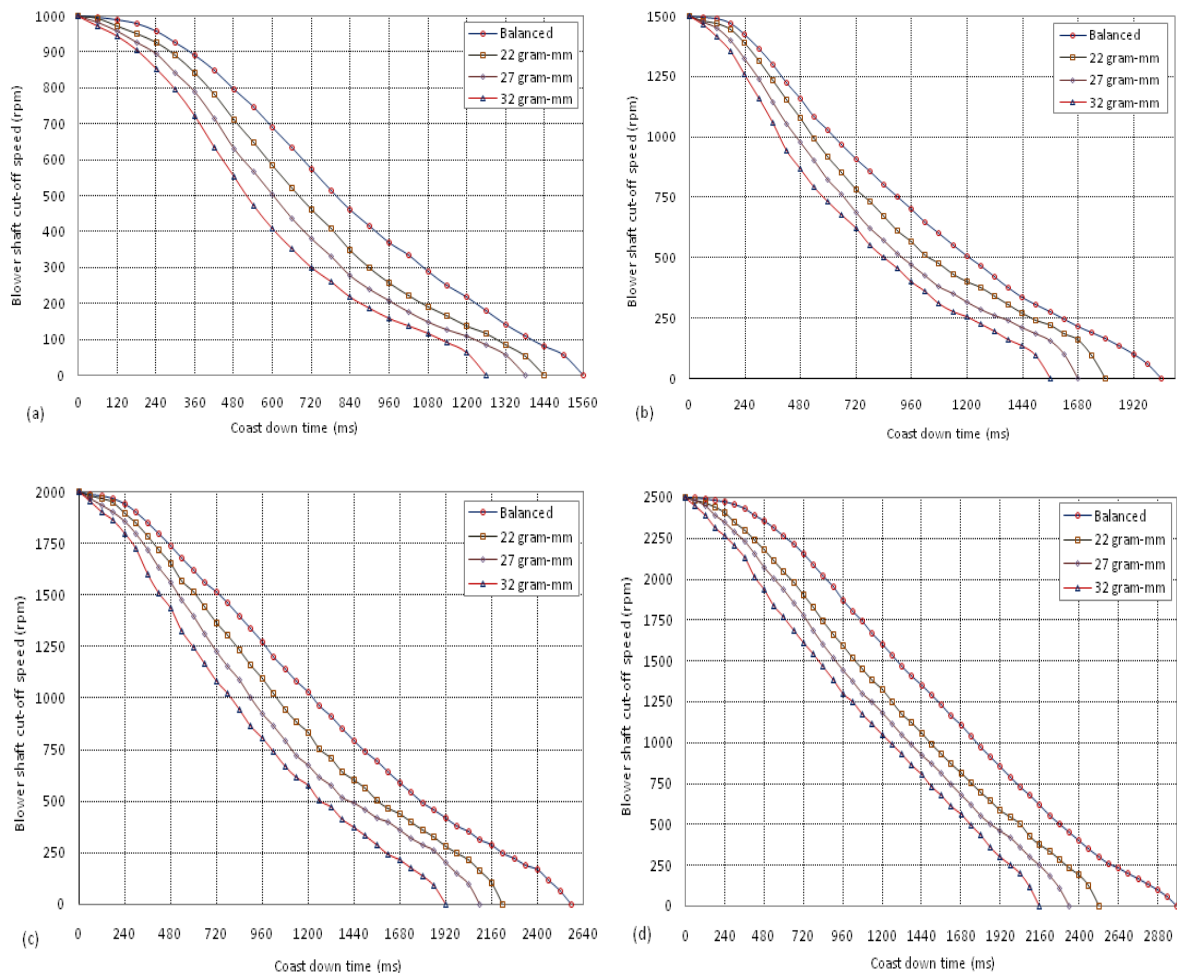 Blower shaft cut-off speed (rpm)
1000
900
800
700
600
500
400
300
200
100
0
Balanced
22 gram-mm
27 gram-mm
32 gram-mm
0 120 240 360 480 600 720 840 960 1080 1200 1320 1440 1560
(a)
Coast down time (ms)
Blower shaft cut-off speed (rpm)
1500
1250
1000
750
500
250
0
Balanced
22 gram-mm
27 gram-mm
32 gram-mm
0 240 480 720 960 1200 1440 1680 1920
(b)
Coast down time (ms)
Blower shaft cut-off speed (rpm)
2000
1750
1500
1250
1000
750
500
250
0
Balanced
22 gram-mm
27 gram-mm
32 gram-mm
0 240 480 720 960 1200 1440 1680 1920 2160 2400 2640
(c)
Coast down time (ms)
Blower shaft cut-off speed (rpm)
2500
2250
2000
1750
1500
1250
1000
750
500
250
0
Balanced
22 gram-mm
27 gram-mm
32 gram-mm
0 240 480 720 960 1200 1440 1680 1920 2160 2400 2640 2880
(d)
Coast down time (ms)